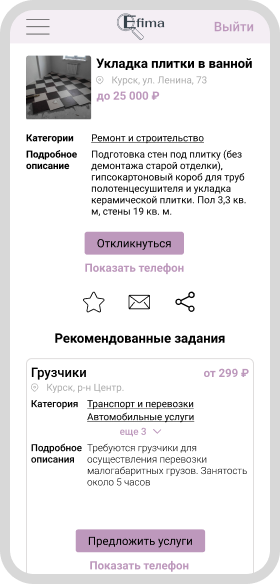 Efima
Выйти
Укладка плитки в ванной
Курск, ул. Ленина, 73
до 25 000 ₽
Категории Ремонт и строительство
Подробное описание
Подготовка стен под плитку (без
демонтажа старой отделки),
гипсокартоновый короб для труб
полотенцесушителя и укладка
керамической плитки. Пол 3,3 кв.
м, стены 19 кв. м.
Откликнуться
Показать телефон
Рекомендованные задания
Грузчики от 299 ₽
Курск, р-н Центр.
Категория Транспорт и перевозки
Автомобильные услуги
еще 3
Подробное описания
Требуются грузчики для
осуществления перевозки
малогабаритных грузов. Занятость
около 5 часов
Предложить услуги
Показать телефон